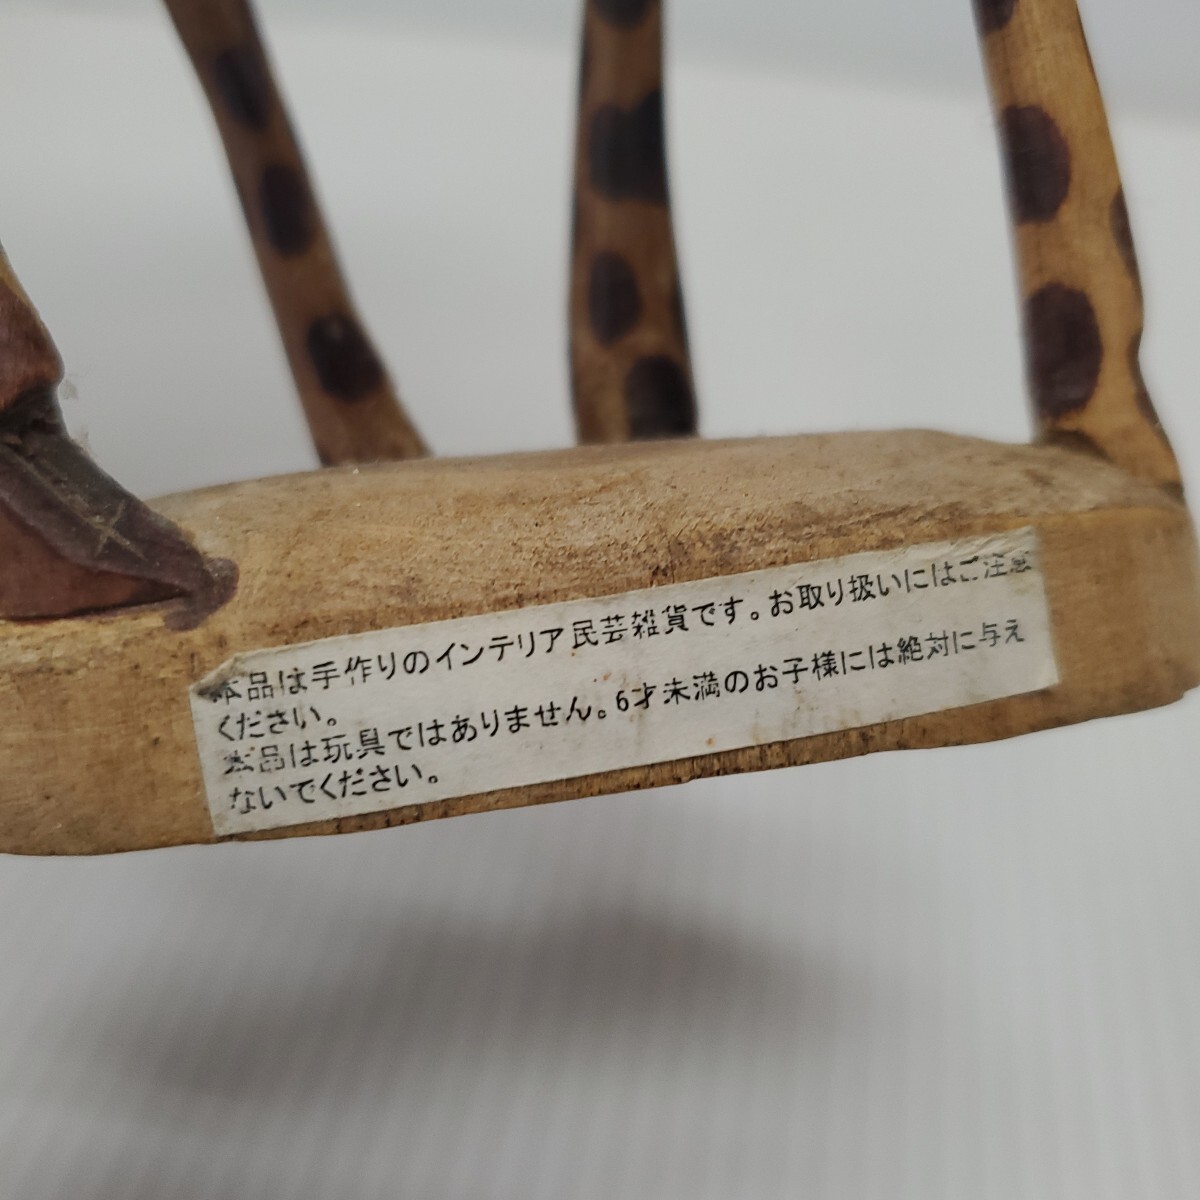 本品は手作りのインテリア民芸雑貨です。お取り扱いにはご注意
ください。
本品は玩具ではありません。6才未満のお子様には絶対に与え
ないでください。